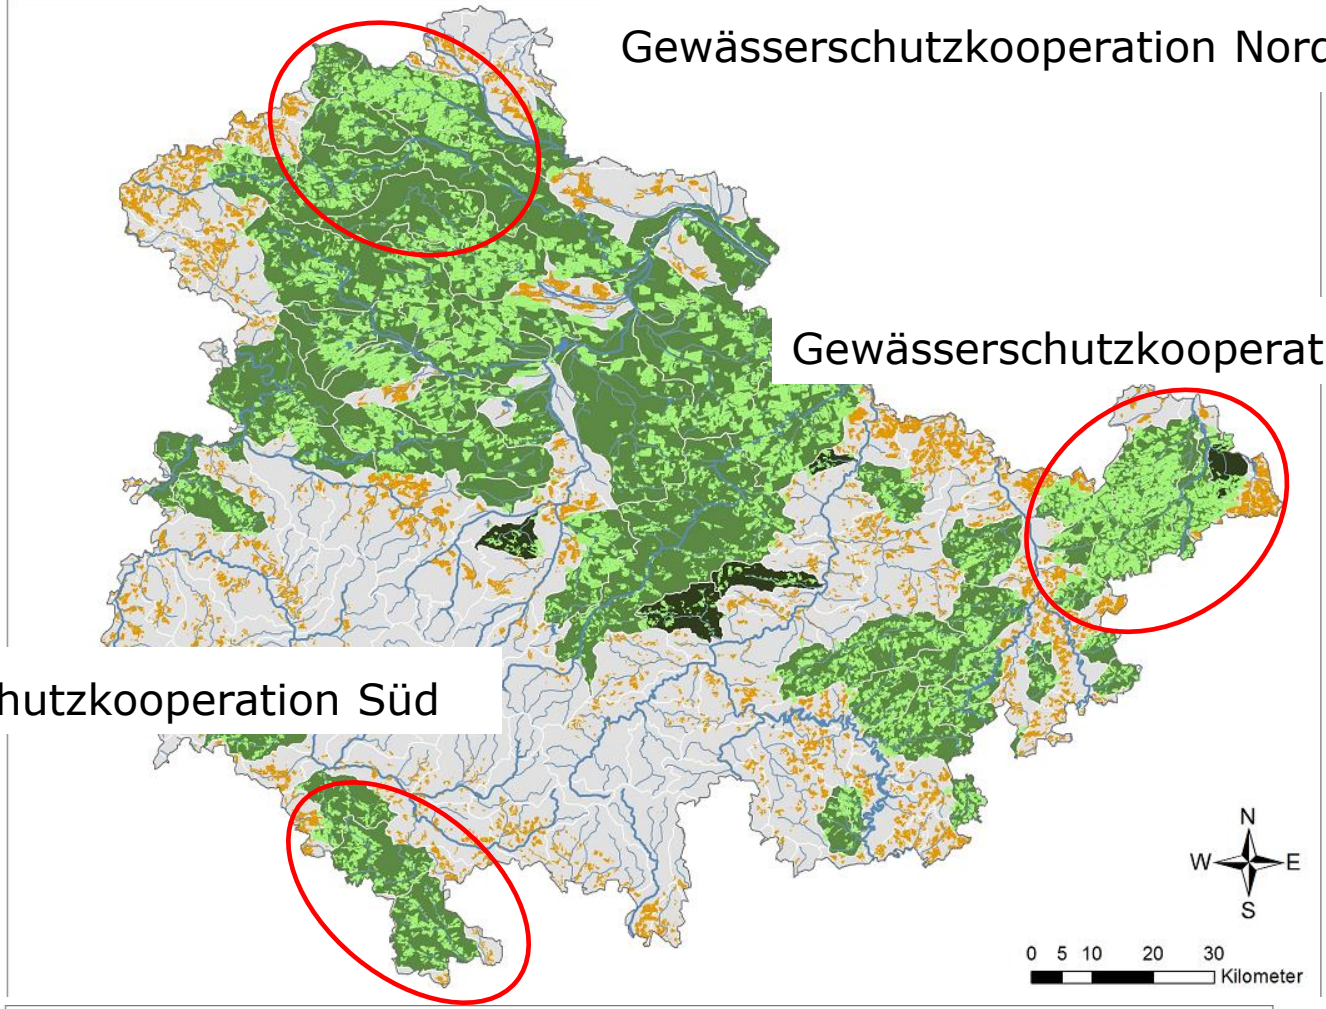 Gewässerschutzkooperation Nord
Gewässerschutzkooperat
hutzkooperation Süd
N
W E
S
0 5 10 20 30
Kilometer